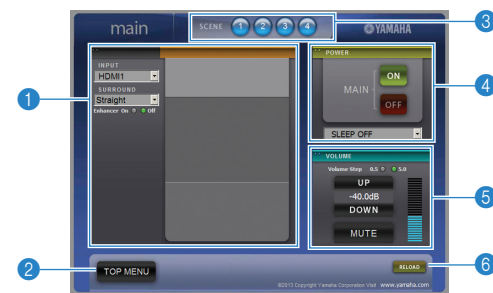 main
SCENE 1 2 3 4
YAMAHA
3
INPUT
HDMI1
SURROUND
Straight
Enhancer On Off
1
POWER
MAIN
ON
OFF
SLEEP OFF
4
VOLUME
Volume Step 0.5 5.0
UP
-40.0dB
DOWN
MUTE
5
2
TOP MENU
RELOAD
6
©2013 Copyright Yamaha Corporation Visit www.yamaha.com